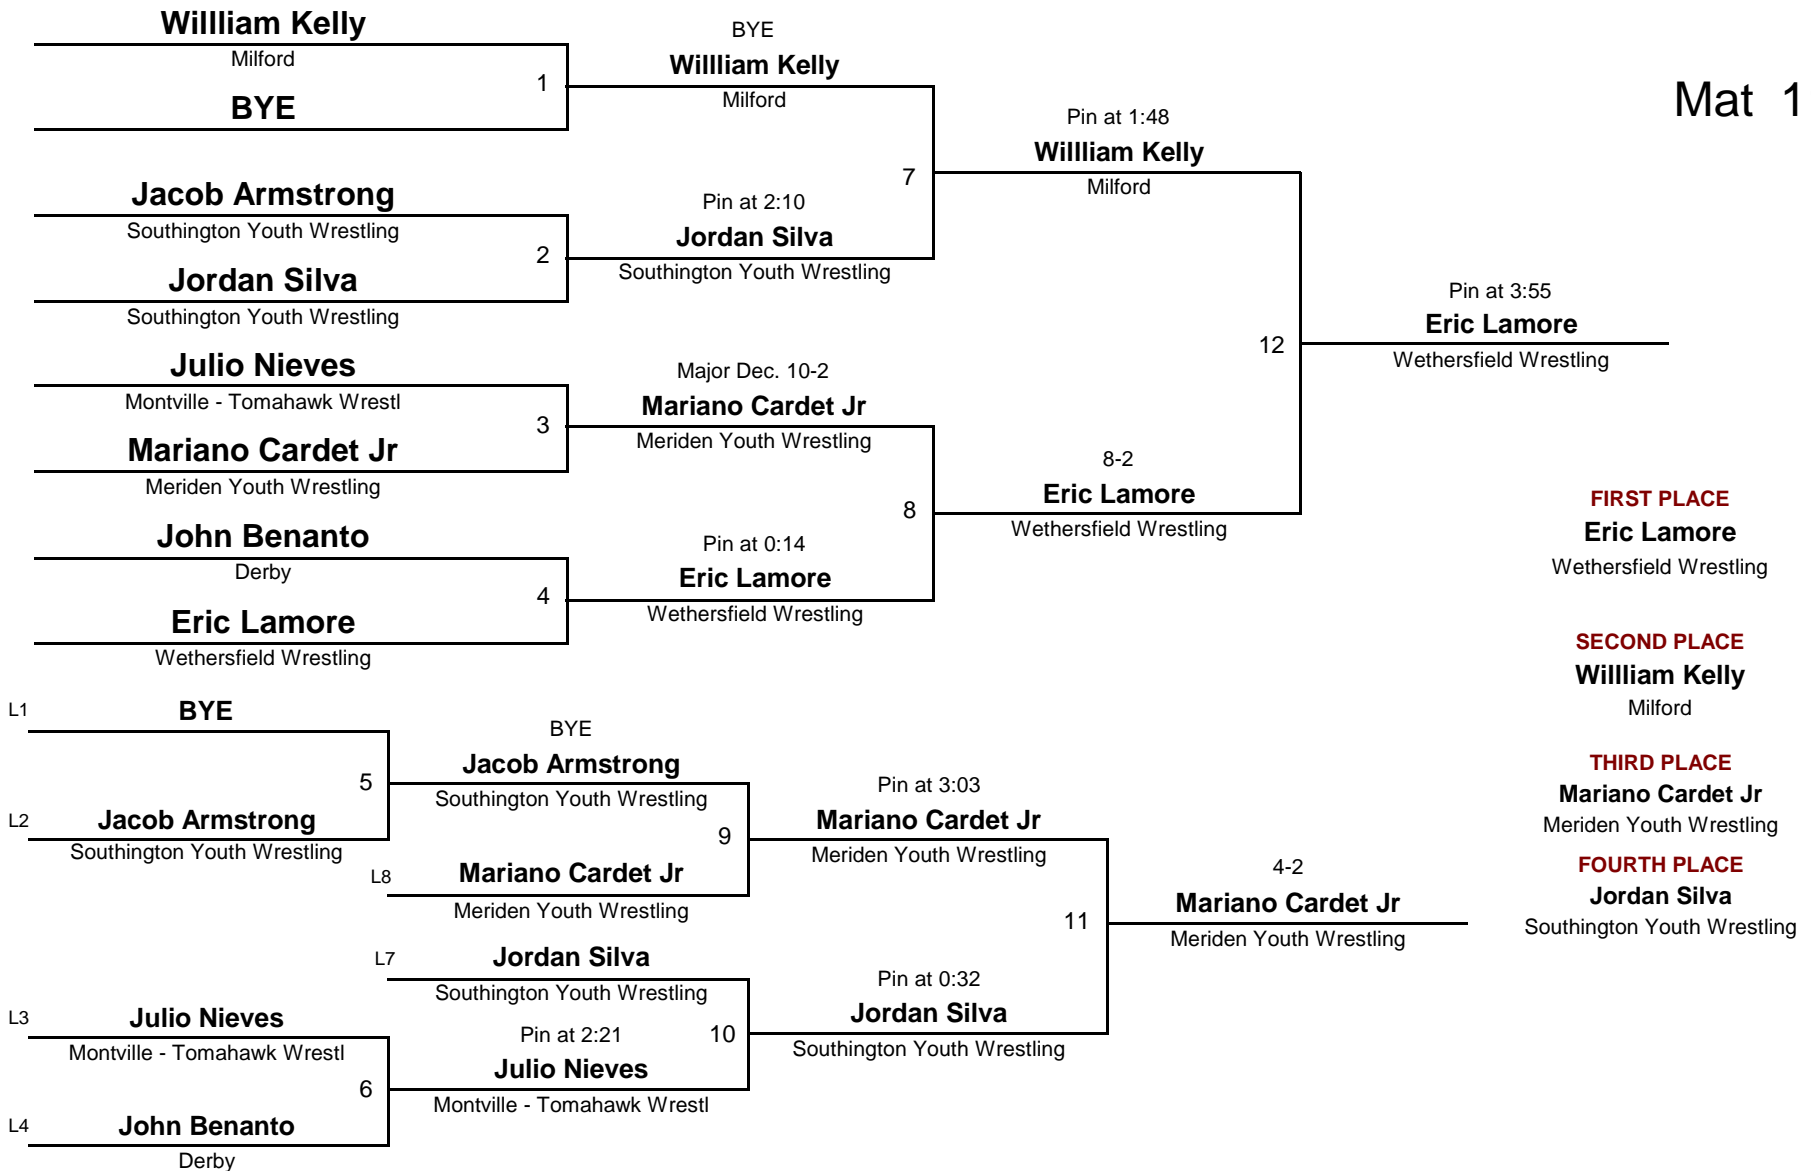 Willliam Kelly
Milford
1
BYE
Jacob Armstrong
Southington Youth Wrestling
2
Jordan Silva
Southington Youth Wrestling
Julio Nieves
Montville - Tomahawk Wrestl
3
Mariano Cardet Jr
Meriden Youth Wrestling
John Benanto
Derby
4
Eric Lamore
Wethersfield Wrestling
BYE
Willliam Kelly
Milford
7
Pin at 2:10
Jordan Silva
Southington Youth Wrestling
Major Dec. 10-2
Mariano Cardet Jr
Meriden Youth Wrestling
8
Pin at 0:14
Eric Lamore
Wethersfield Wrestling
Pin at 1:48
Willliam Kelly
Milford
12
8-2
Eric Lamore
Wethersfield Wrestling
Pin at 3:55
Eric Lamore
Wethersfield Wrestling
Mat 1
L1
BYE
5
L2
Jacob Armstrong
Southington Youth Wrestling
L3
Julio Nieves
Montville - Tomahawk Wrestl
6
L4
John Benanto
Derby
BYE
Jacob Armstrong
Southington Youth Wrestling
9
L8
Mariano Cardet Jr
Meriden Youth Wrestling
L7
Jordan Silva
Southington Youth Wrestling
10
Pin at 2:21
Julio Nieves
Montville - Tomahawk Wrestl
Pin at 3:03
Mariano Cardet Jr
Meriden Youth Wrestling
11
Pin at 0:32
Jordan Silva
Southington Youth Wrestling
4-2
Mariano Cardet Jr
Meriden Youth Wrestling
FIRST PLACE
Eric Lamore
Wethersfield Wrestling
SECOND PLACE
Willliam Kelly
Milford
THIRD PLACE
Mariano Cardet Jr
Meriden Youth Wrestling
FOURTH PLACE
Jordan Silva
Southington Youth Wrestling